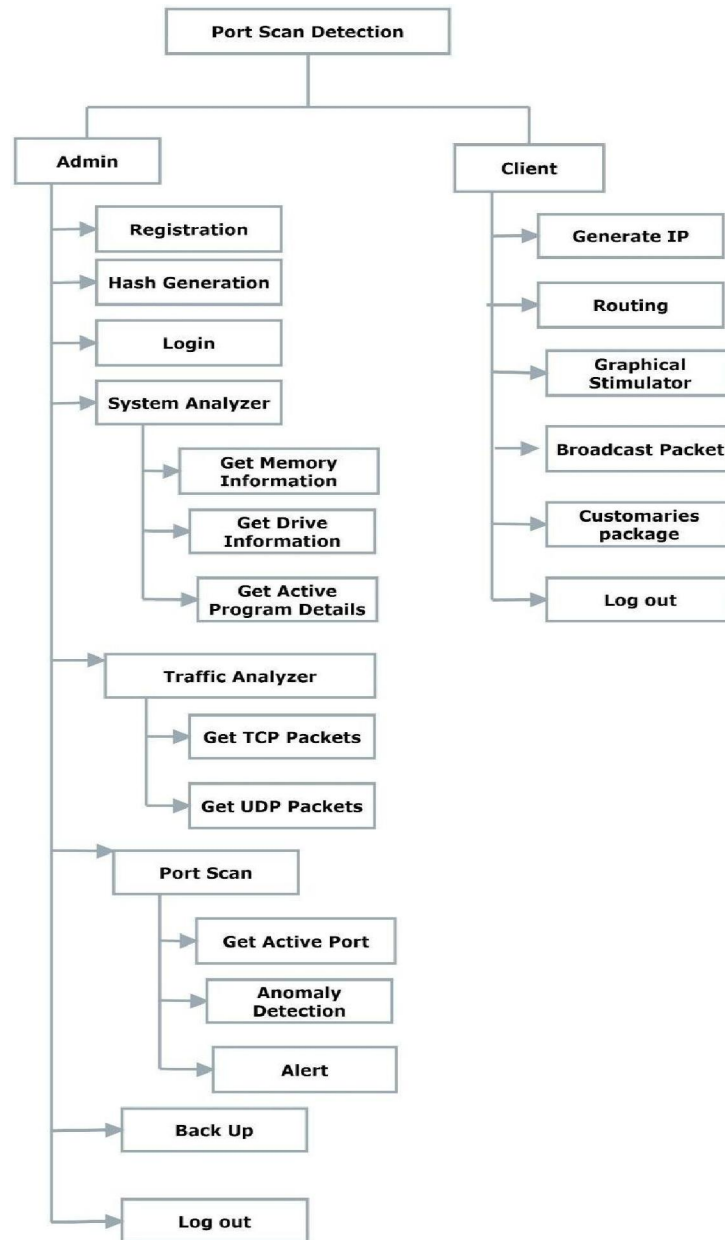 Port Scan Detection
Admin
Registration
Hash Generation
Login
System Analyzer
Get Memory
Information
Get Drive
Information
Get Active
Program Details
Traffic Analyzer
Get TCP Packets
Get UDP Packets
Port Scan
Get Active Port
Anomaly
Detection
Alert
Back Up
Log out
Client
Generate IP
Routing
Graphical
Stimulator
Broadcast Packet
Customaries
package
Log out